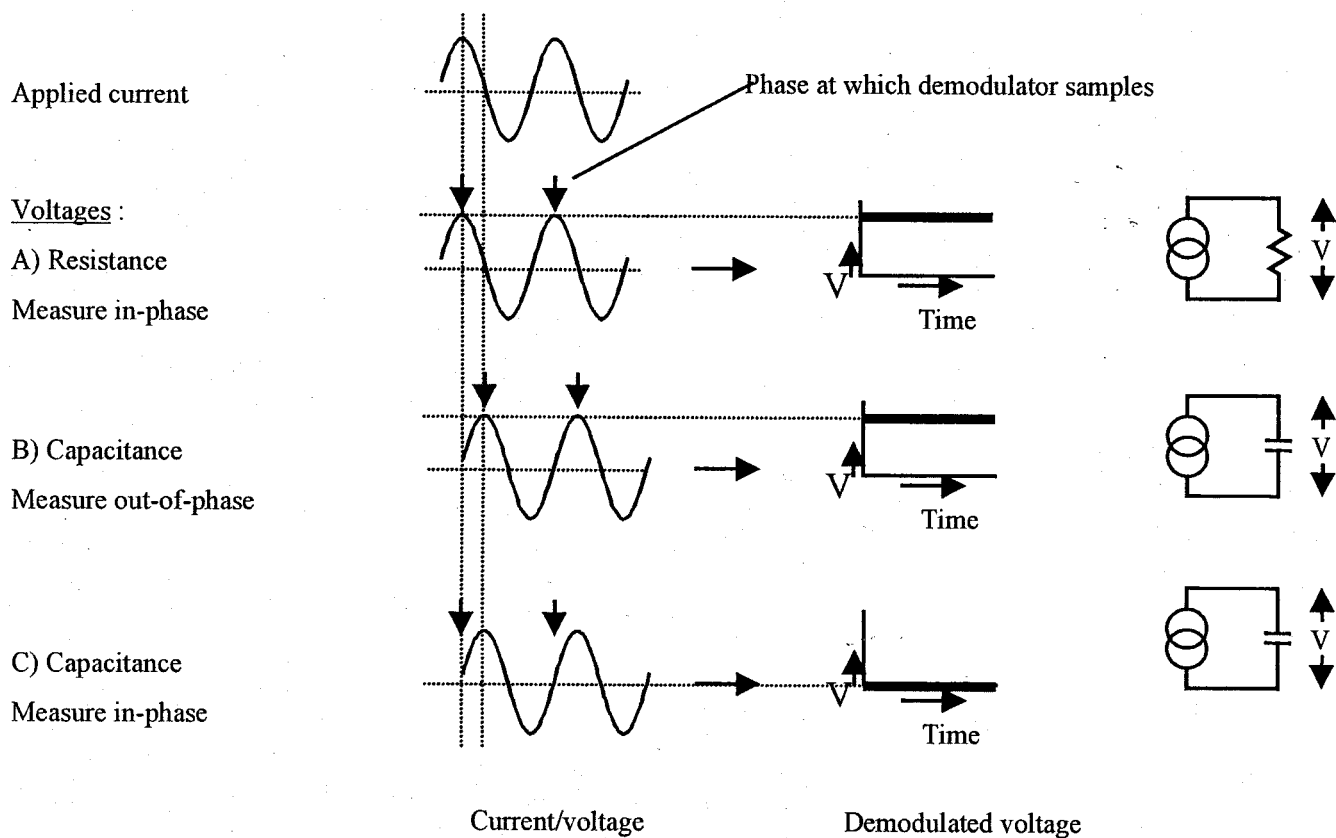 Applied current
Phase at which demodulator samples
Voltages :
A) Resistance
Measure in-phase
V
Time
V
B) Capacitance
Measure out-of-phase
V
Time
V
C) Capacitance
Measure in-phase
V
Time
V
Current/voltage
Demodulated voltage